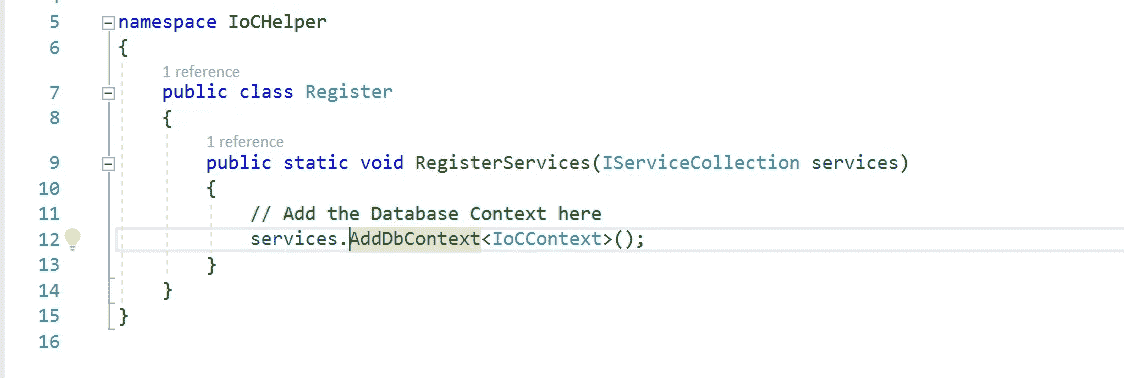 5 namespace IoCHelper
6 {
1 reference
7 public class Register
8 {
1 reference
9 public static void RegisterServices(IServiceCollection services)
10 {
11 // Add the Database Context here
12 services.AddDbContext<IoCContext>();
13 }
14 }
15 }
16